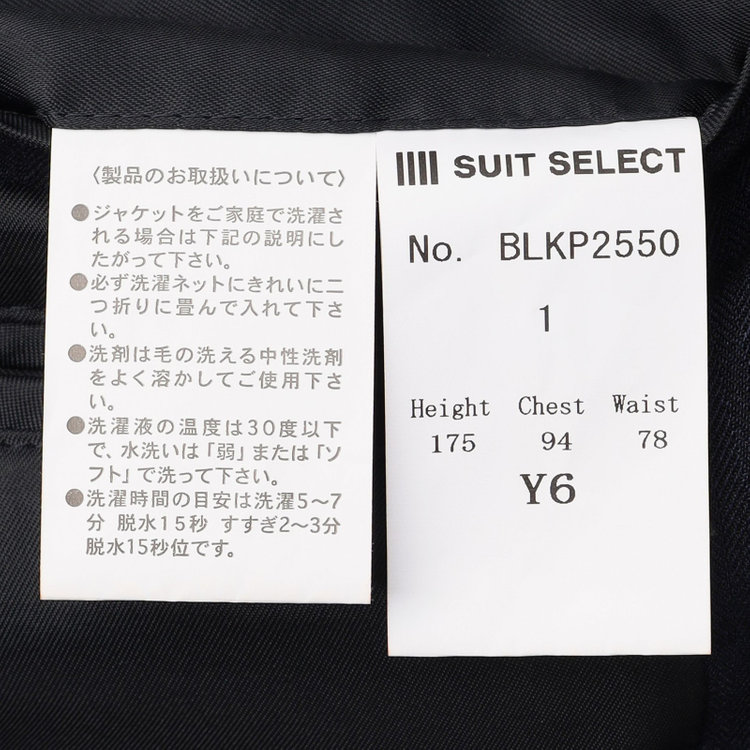 〈製品のお取扱いについて〉
●ジャケットをご家庭で洗濯さ
れる場合は下記の説明にし
たがって下さい。
●必ず洗濯ネットにきれいに二
つ折りに畳んで入れて下さ
い。
●洗剤は毛の洗える中性洗剤
をよく溶かしてご使用下さ
い。
●洗濯液の温度は30度以下
で、水洗いは「弱」または「ソ
フト」で洗って下さい。
●洗濯時間の目安は洗濯5〜7
分 脱水15秒 すすぎ2〜3分
脱水15秒位です。
SUIT SELECT
No. BLKP2550
1
Height Chest Waist
175 94 78
Y6